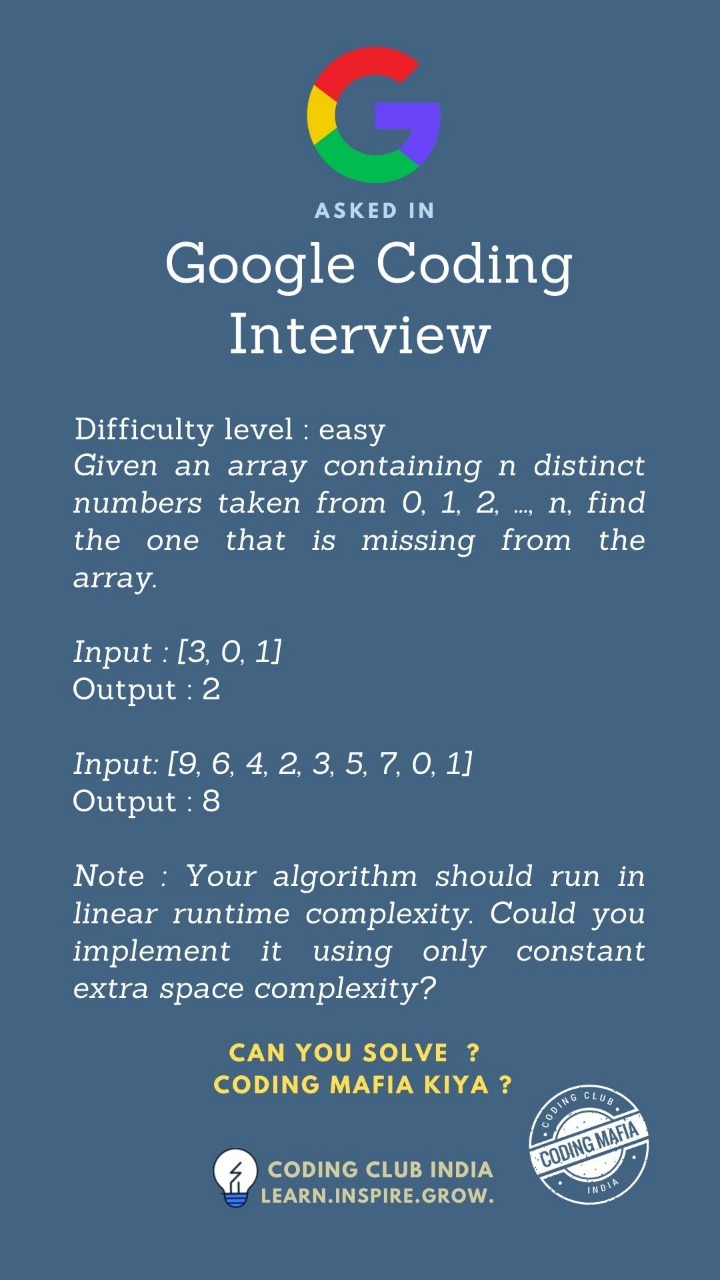 ASKED IN
Google Coding
Interview
Difficulty level : easy
Given an array containing n distinct
numbers taken from 0, 1, 2, ..., n, find
the one that is missing from the
array.
Input : [3, 0, 1]
Output : 2
Input: [9, 6, 4, 2, 3, 5, 7, 0, 1]
Output : 8
Note : Your algorithm should run in
linear runtime complexity. Could you
implement it using only constant
extra space complexity?
CAN YOU SOLVE ?
CODING MAFIA KIYA ?
CODING CLUB
CODING MAFIA
INDIA
CODING CLUB INDIA
LEARN.INSPIRE.GROW.